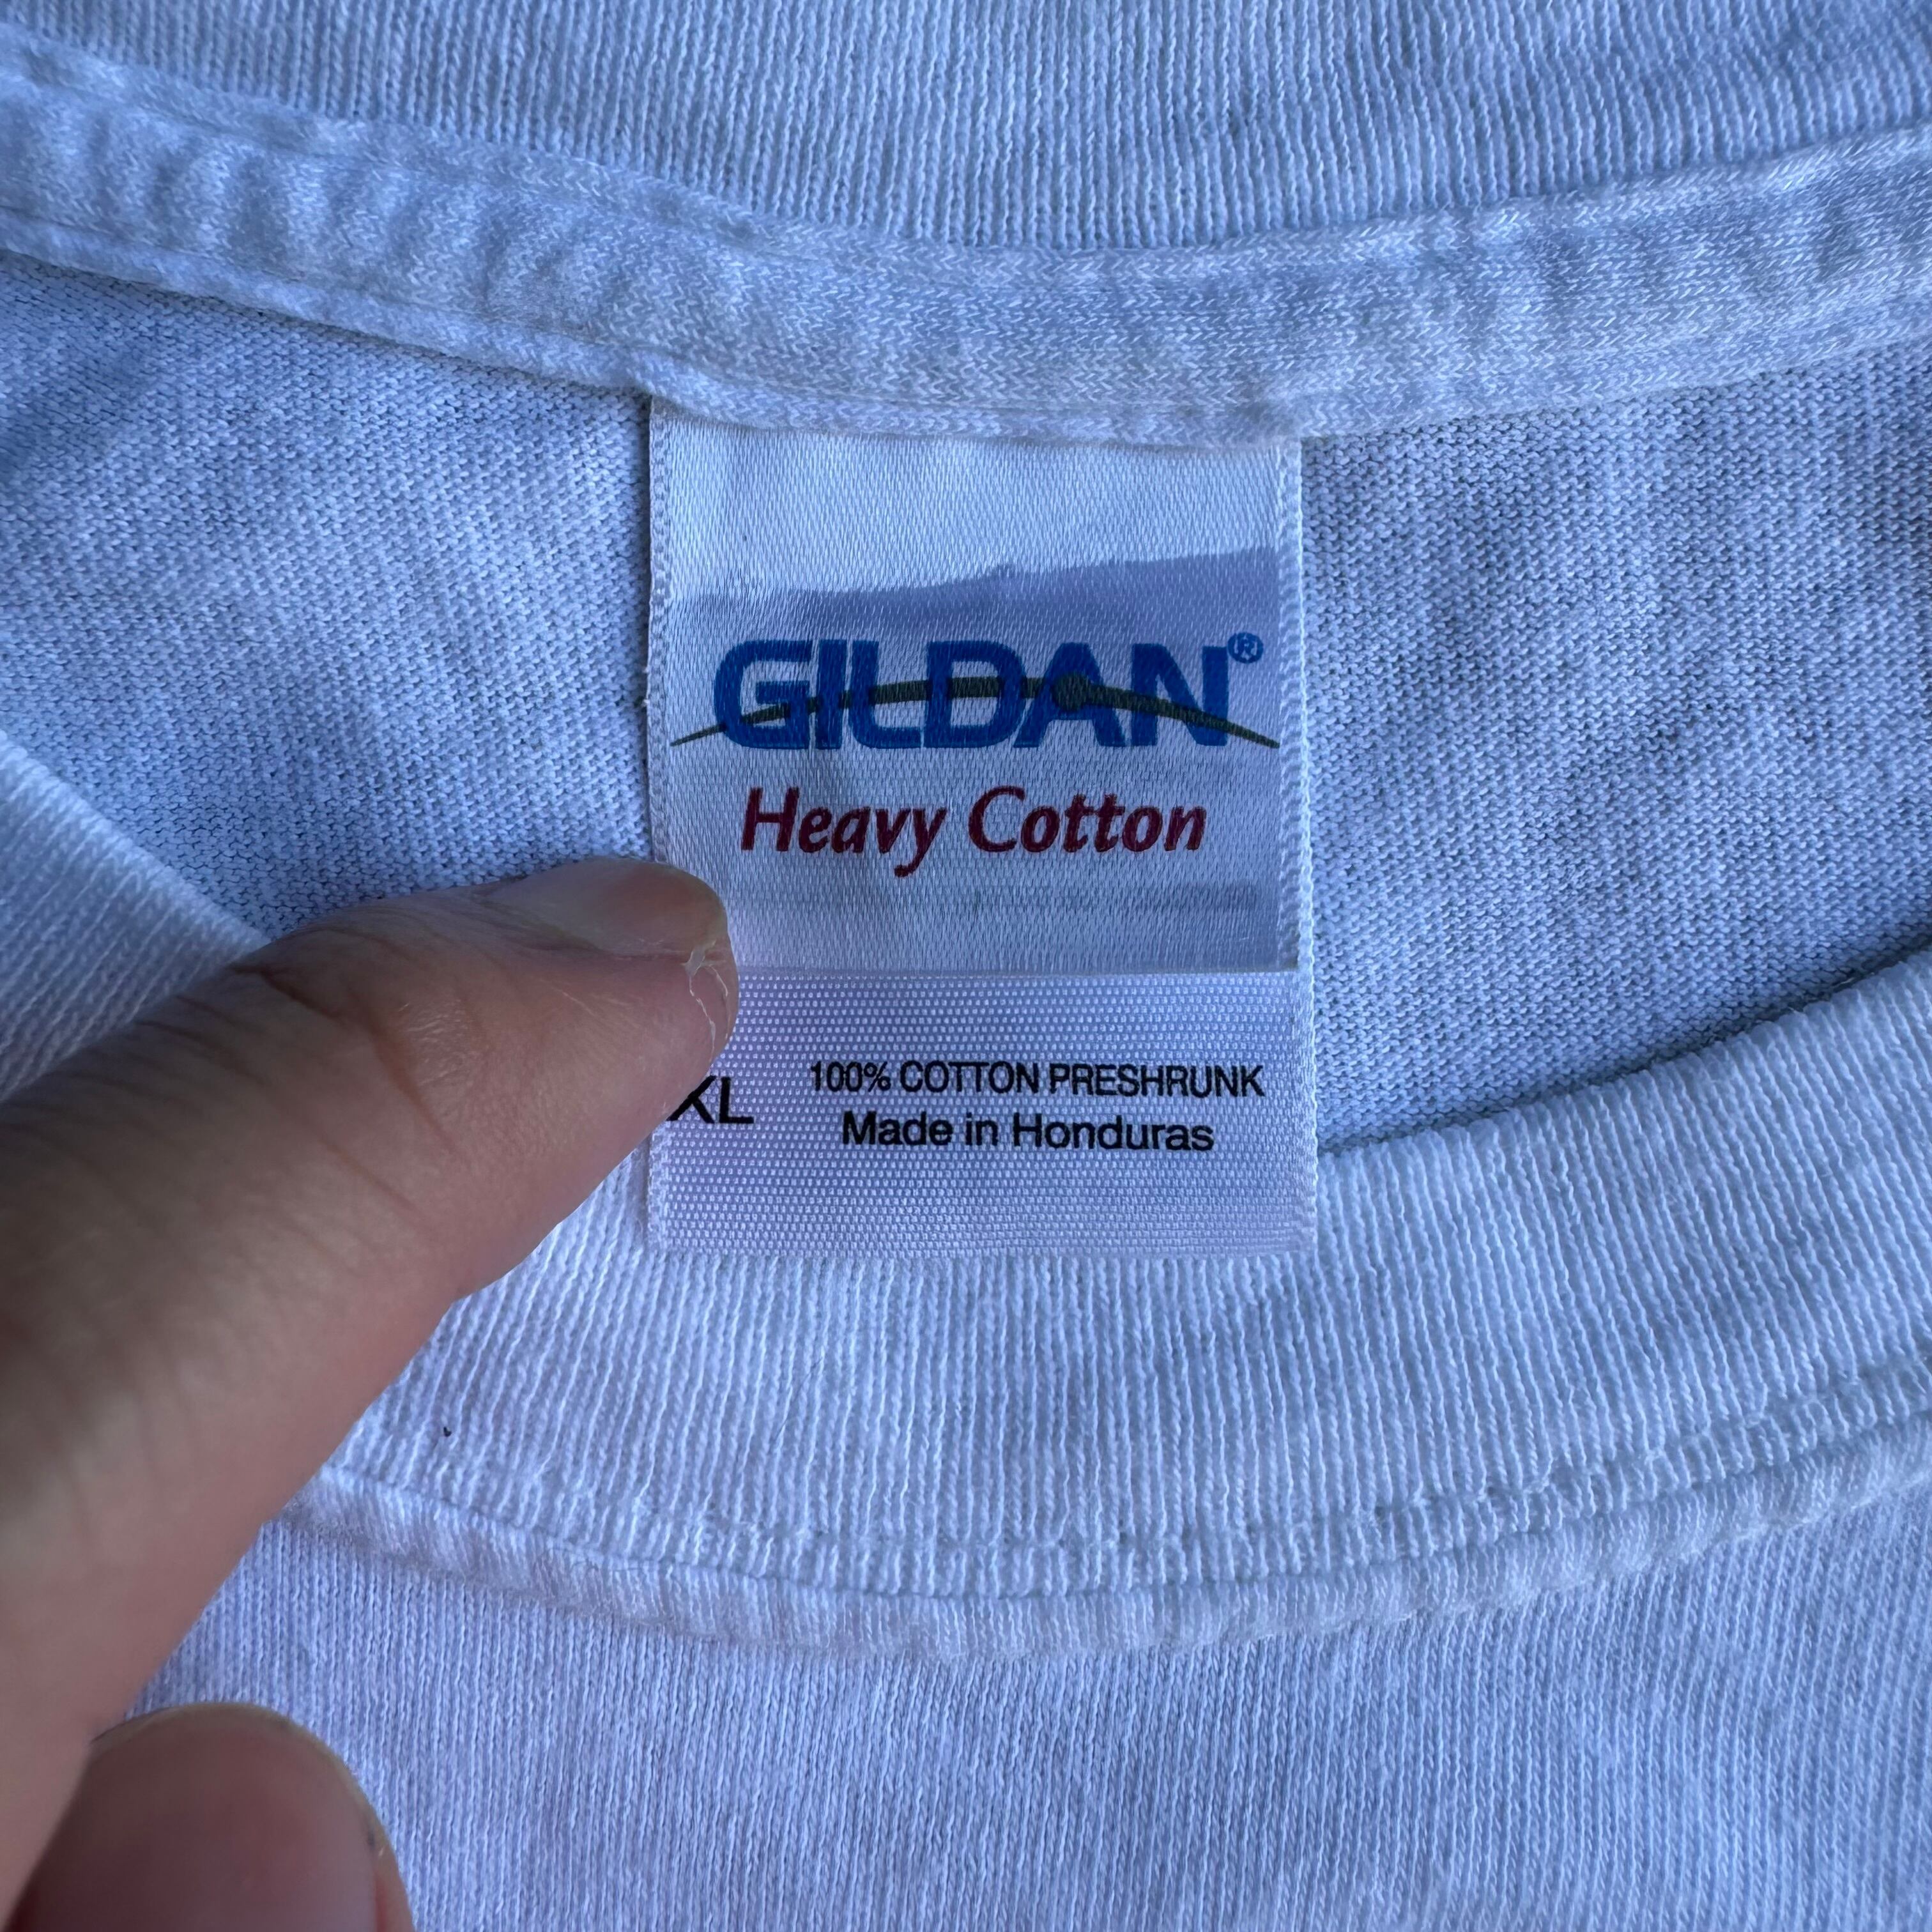 GILDAN®
Heavy Cotton
XL
100% COTTON PRESHRUNK
Made in Honduras